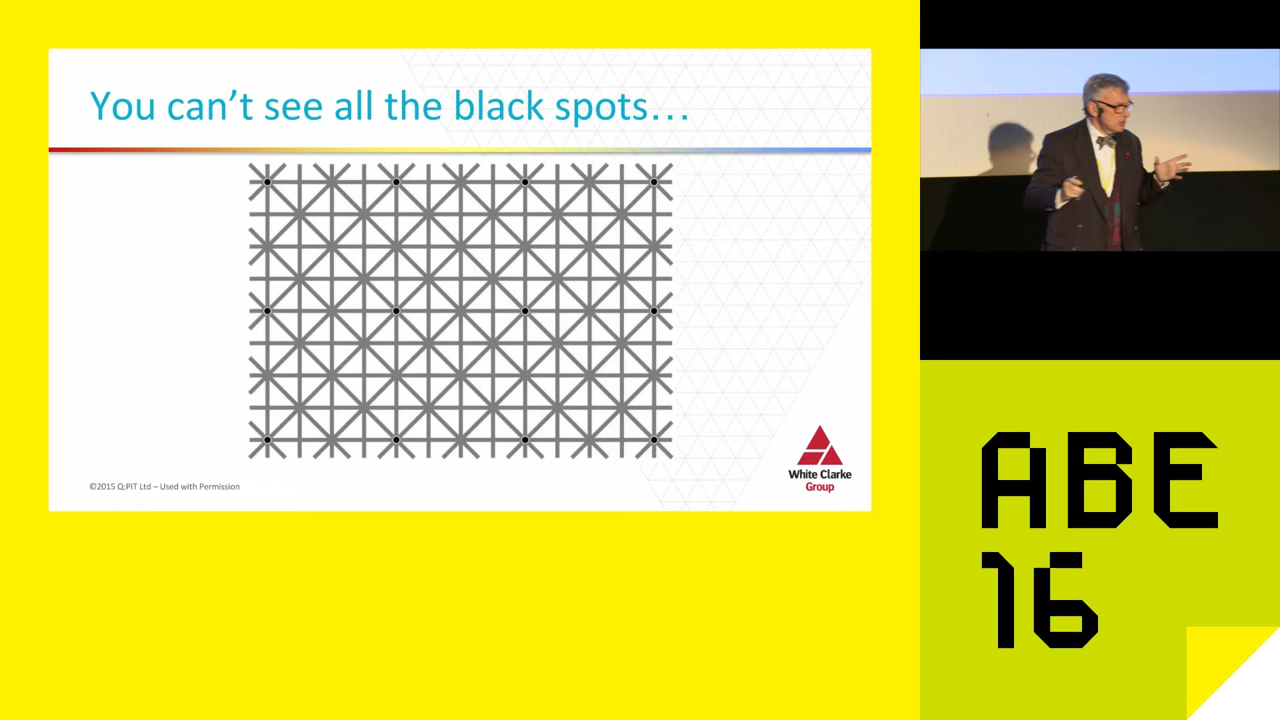 You can’t see all the black spots…
©2015 Q:PIT Ltd – Used with Permission
White Clarke
Group
ABE
16